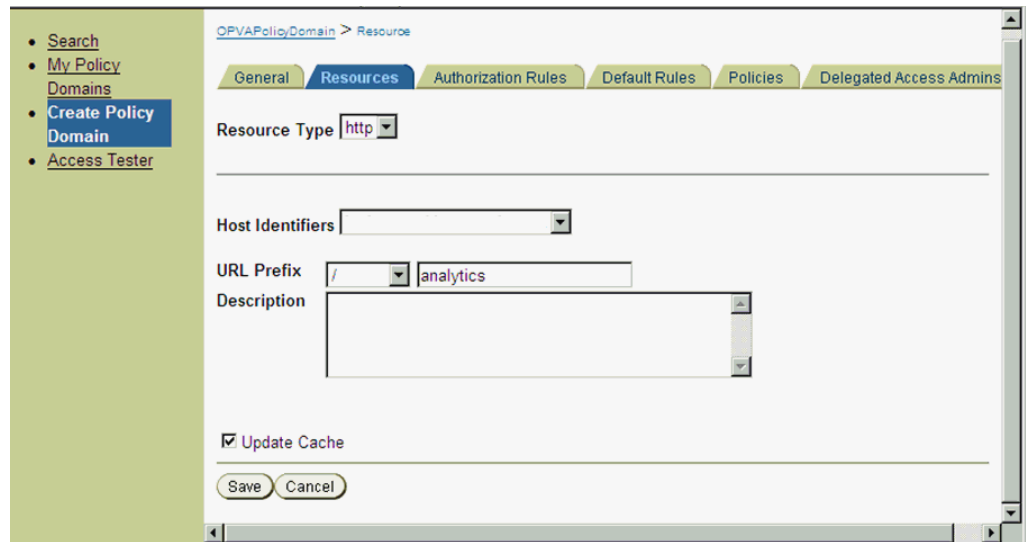 Search
My Policy
Domains
Create Policy
Domain
Access Tester
OPVAPolicyDomain > Resource
General Resources Authorization Rules Default Rules Policies Delegated Access Admins
Resource Type http
Host Identifiers
URL Prefix / analytics
Description
Update Cache
Save Cancel